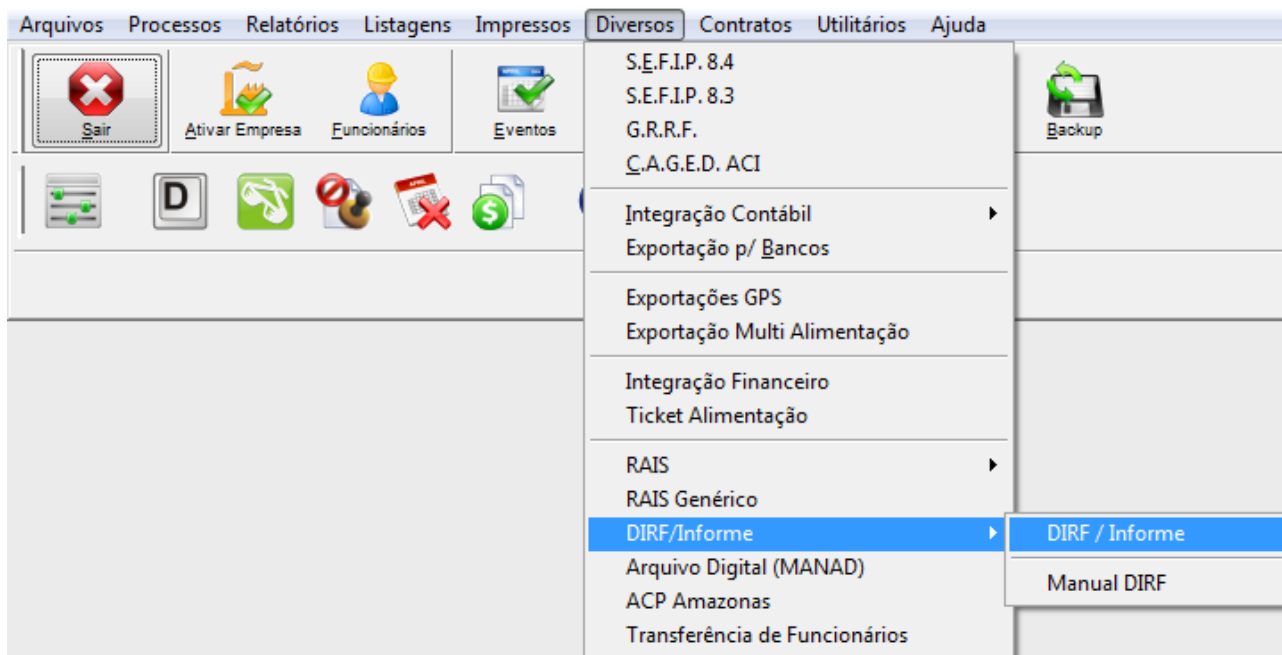 Arquivos Processos Relatórios Listagens Impressos Diversos Contratos Utilitários Ajuda
Sair Ativar Empresa Funcionários Eventos Backup
D
S.E.F.I.P. 8.4
S.E.F.I.P. 8.3
G.R.R.F.
C.A.G.E.D. ACI
Integração Contábil
Exportação p/ Bancos
Exportações GPS
Exportação Multi Alimentação
Integração Financeiro
Ticket Alimentação
RAIS
RAIS Genérico
DIRF/Informe
DIRF / Informe
Arquivo Digital (MANAD)
Manual DIRF
ACP Amazonas
Transferência de Funcionários